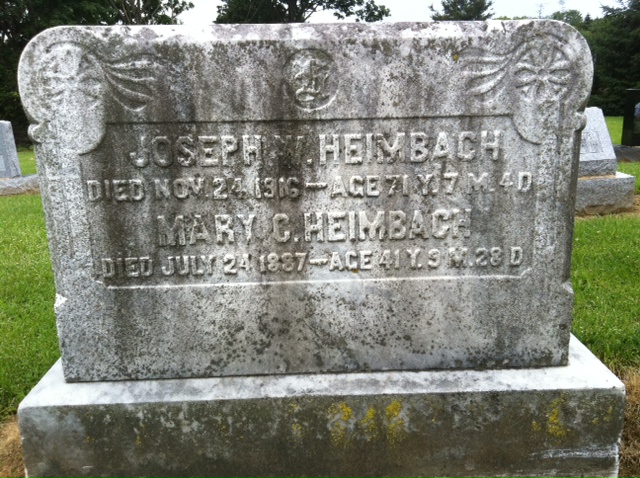 JOSEPH W. HEIMBACH
DIED NOV. 24, 1916 — AGE 71 Y. 7 M. 4 D.
MARY C. HEIMBACH
DIED JULY 24 1887 — AGE 41 Y. 9 M. 28 D.